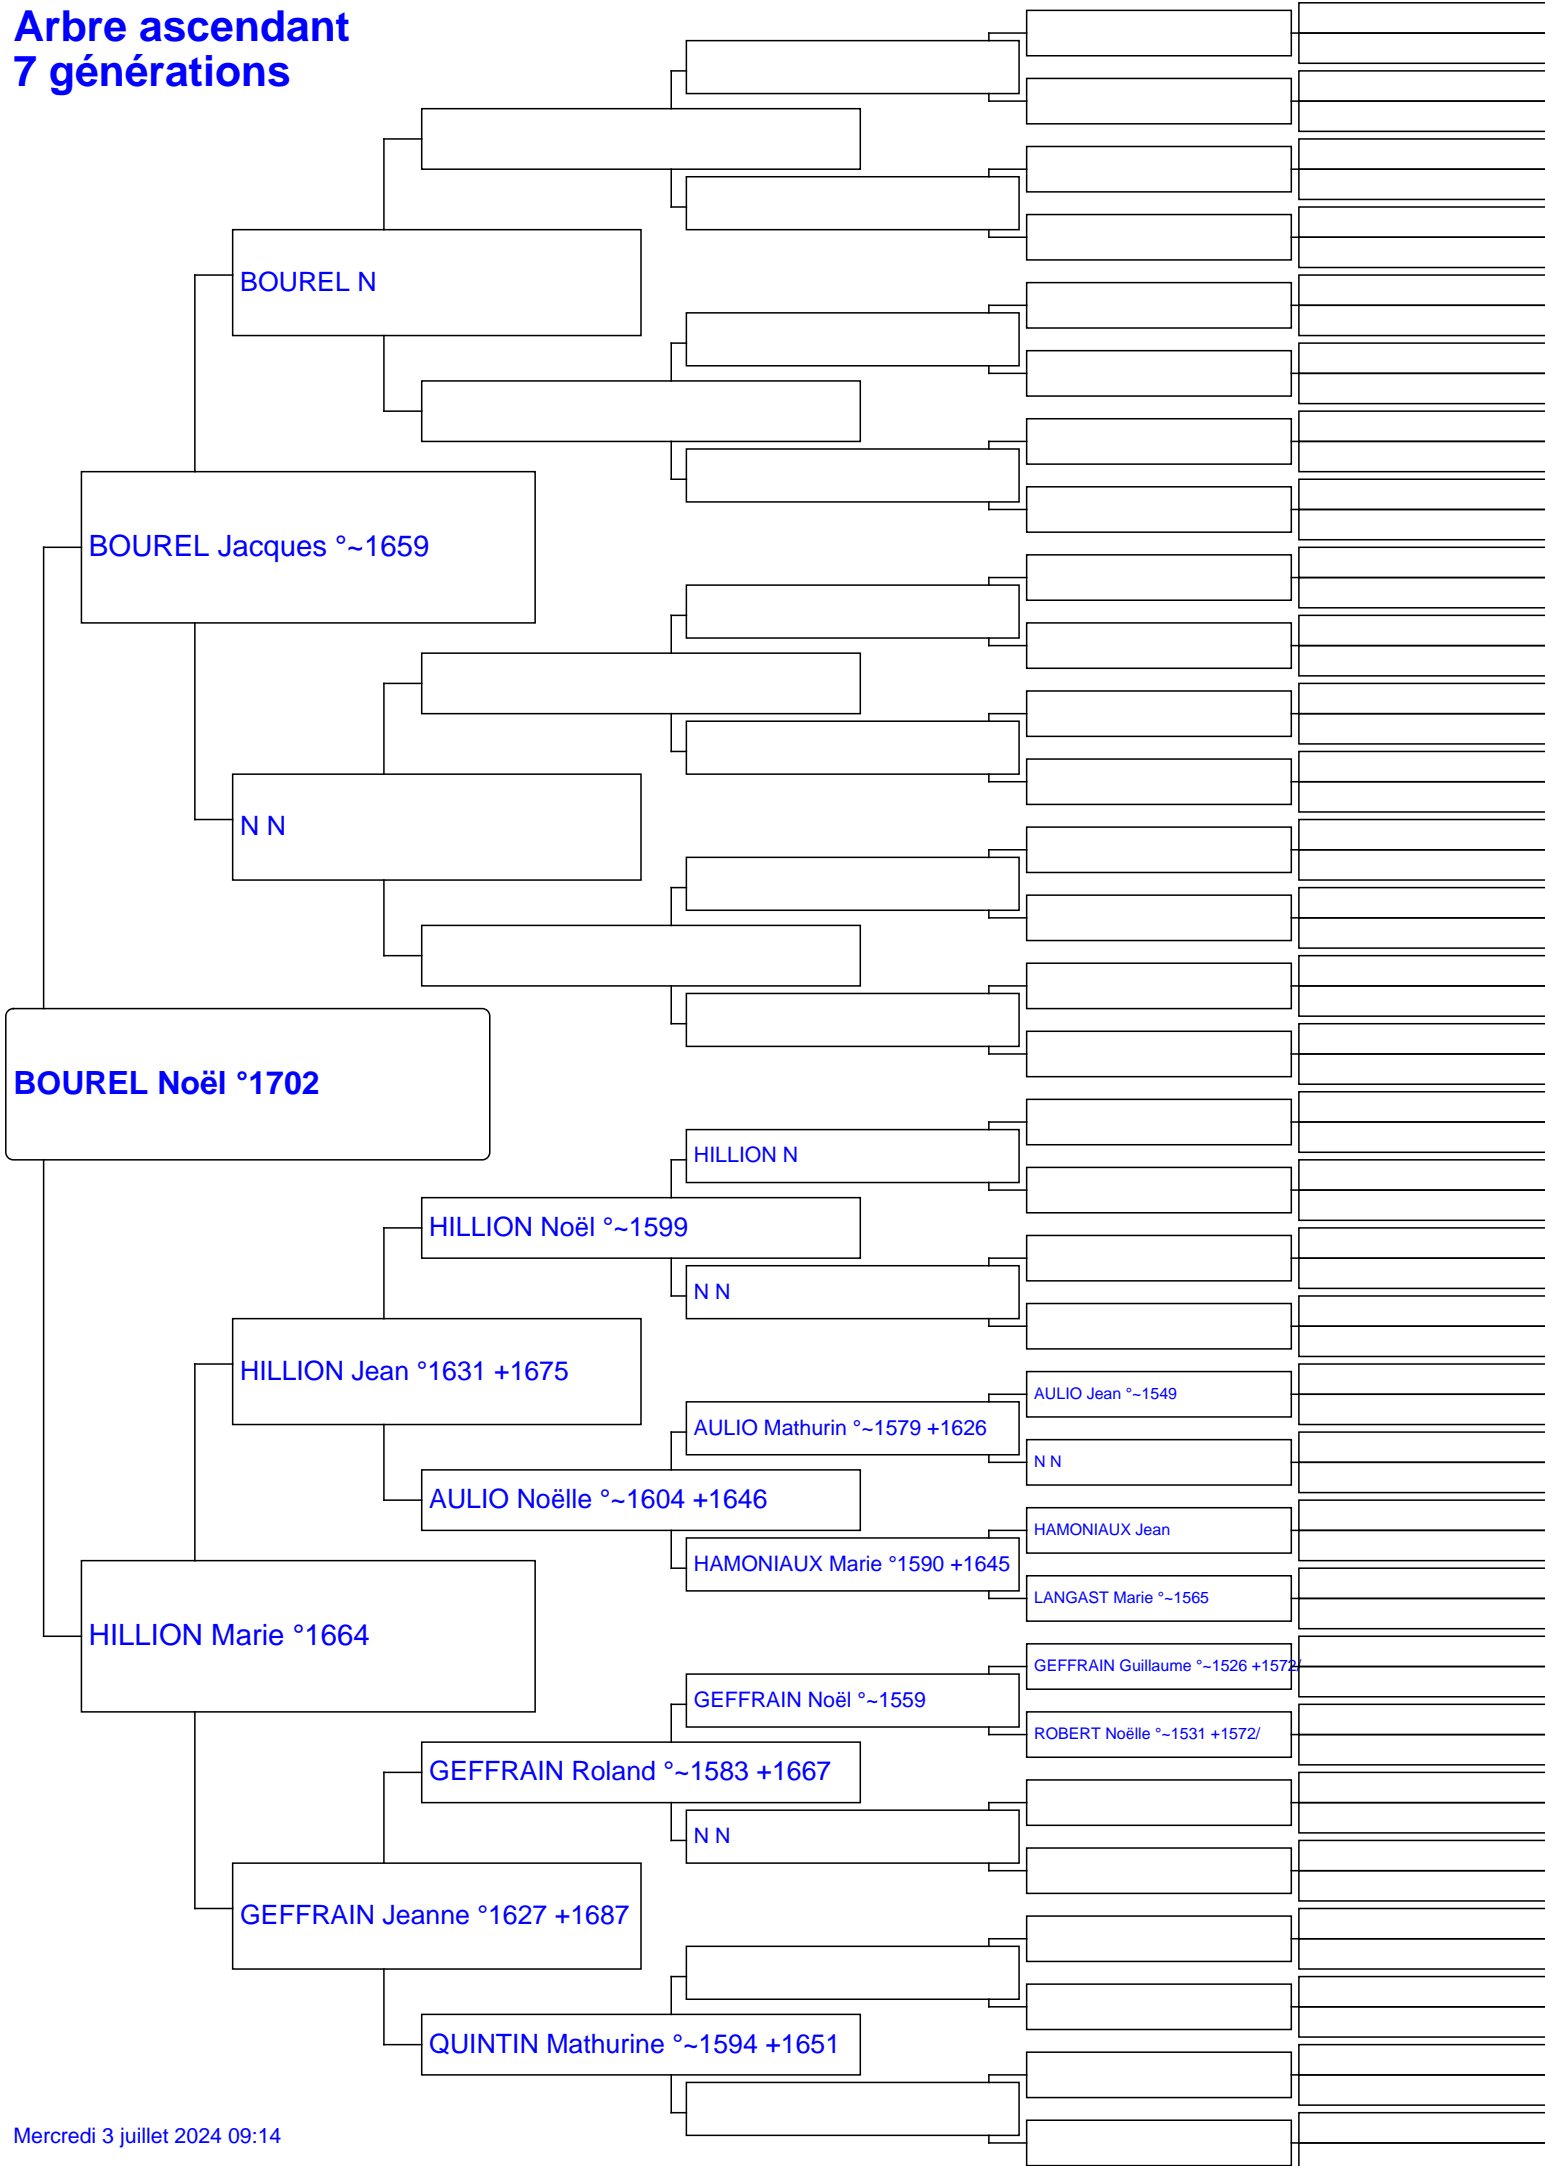 Arbre ascendant
7 générations
BOUREL N
BOUREL Jacques °~1659
N N
BOUREL Noël °1702
HILLION N
HILLION Noël °~1599
N N
HILLION Jean °1631 +1675
AULIO Jean °~1549
AULIO Mathurin °~1579 +1626
N N
AULIO Noëlle °~1604 +1646
HAMONIAUX Jean
HAMONIAUX Marie °1590 +1645
LANGAST Marie °~1565
HILLION Marie °1664
GEFFRAIN Guillaume °~1526 +1572/
GEFFRAIN Noël °~1559
ROBERT Noëlle °~1531 +1572/
GEFFRAIN Roland °~1583 +1667
N N
GEFFRAIN Jeanne °1627 +1687
QUINTIN Mathurine °~1594 +1651
Mercredi 3 juillet 2024 09:14